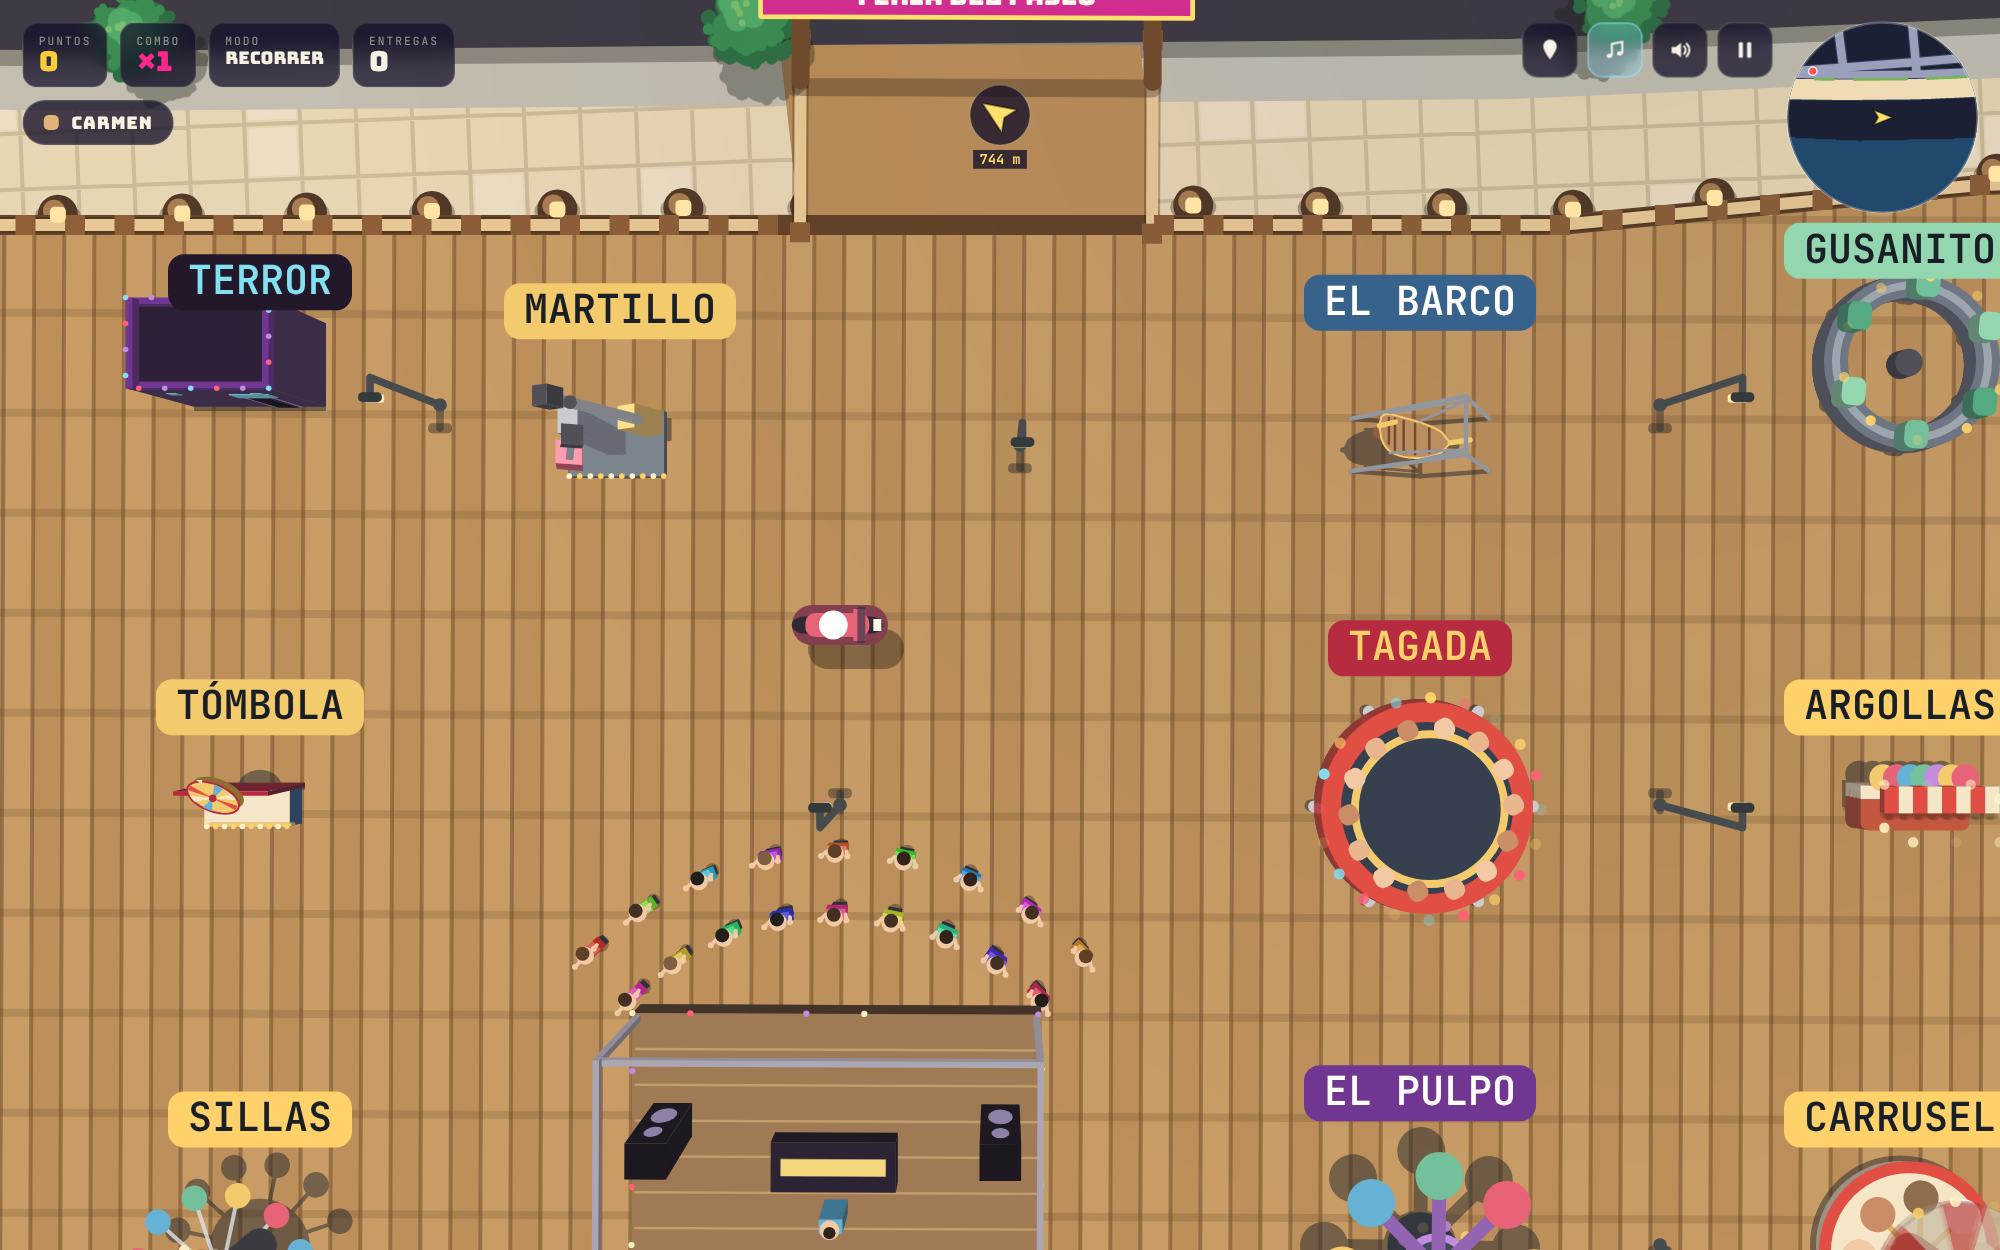 PUNTOS
0
COMBO
×1
MODO
RECORRER
ENTREGAS
0
CARMEN
744 m
TERROR
MARTILLO
EL BARCO
GUSANITO
TAGADA
TÓMBOLA
ARGOLLAS
SILLAS
EL PULPO
CARRUSEL